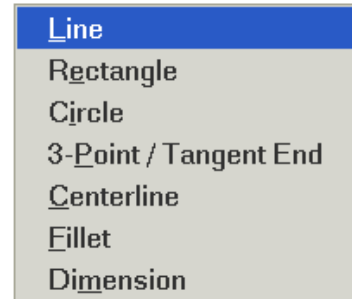 Line
Rectangle
Circle
3-Point / Tangent End
Centerline
Fillet
Dimension